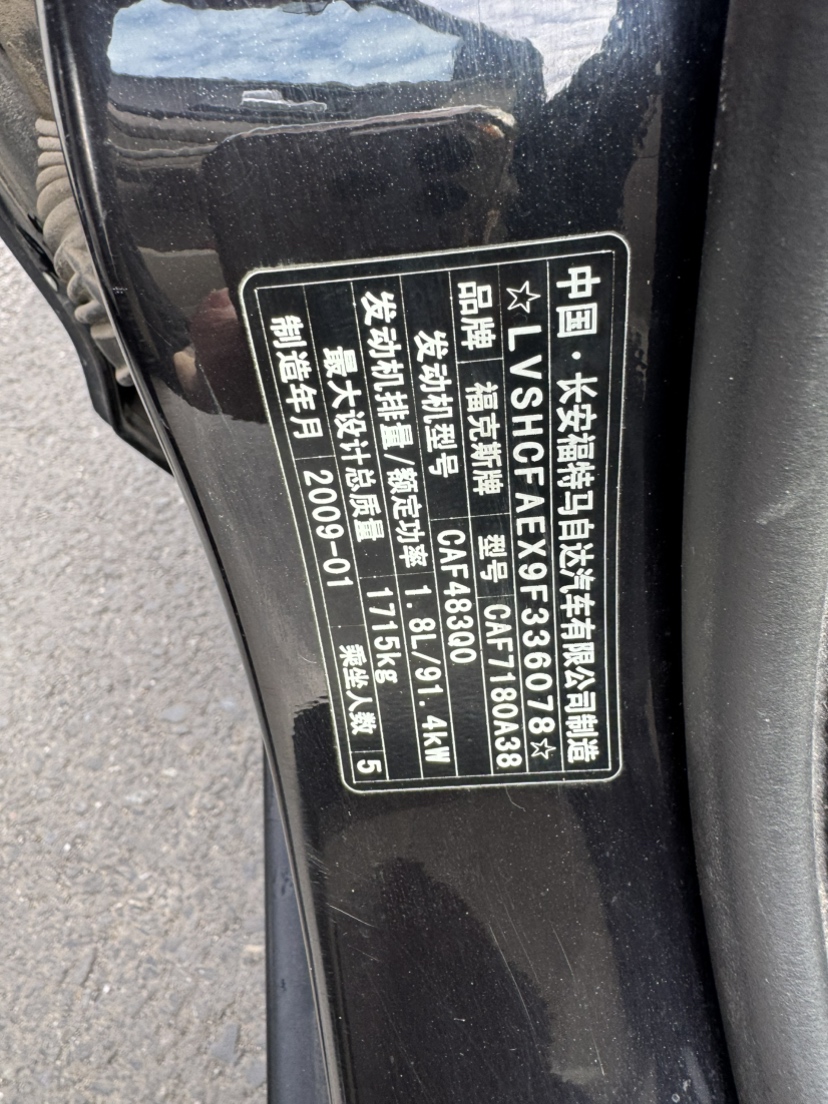 中国·长安福特马自达汽车有限公司制造
☆LVSHCFAEX9F336078☆
品牌 福克斯牌 型号 CAF7180A38
发动机型号 CAF483Q0
发动机排量/额定功率 1.8L/91.4kW
最大设计总质量 1715kg
制造年月 2009-01 乘坐人数 5